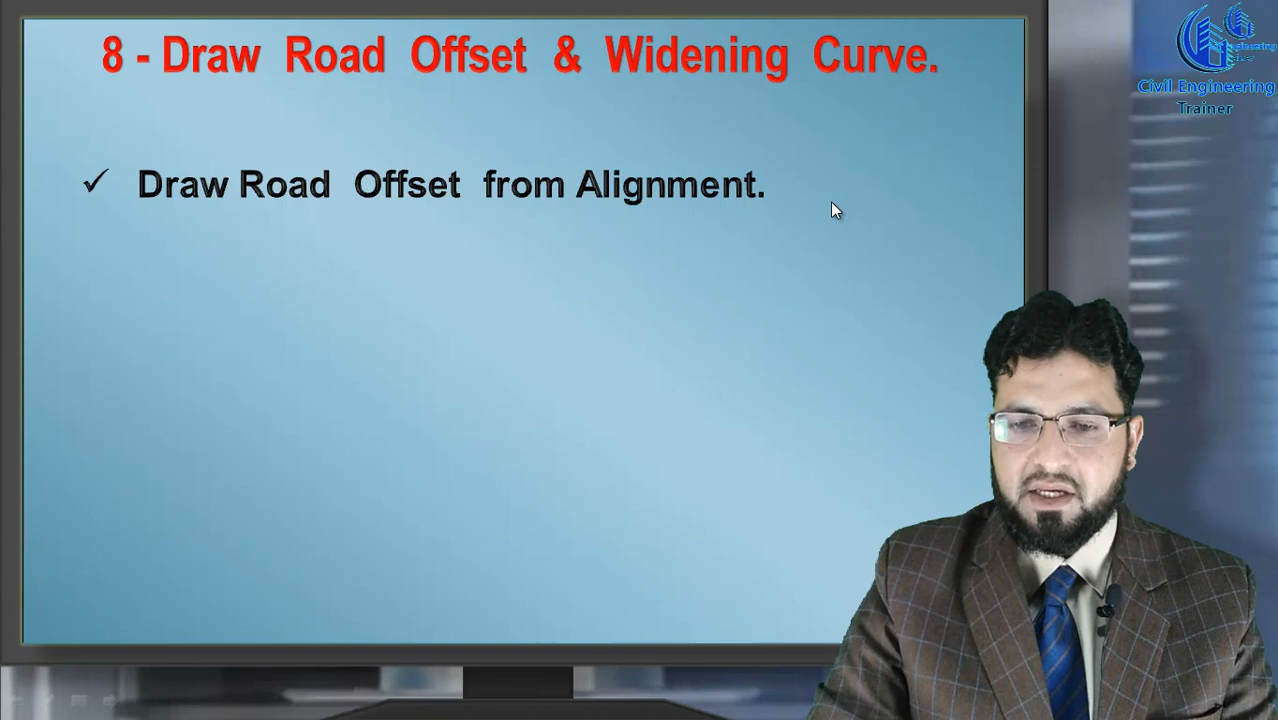 8 - Draw Road Offset & Widening Curve.
✓ Draw Road Offset from Alignment.
Civil Engineering
Trainer